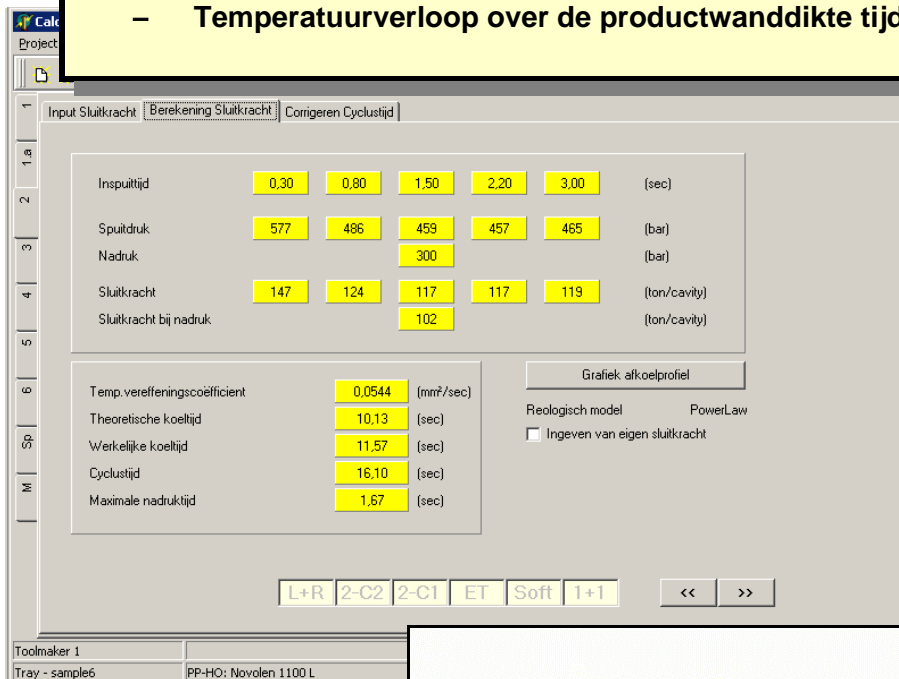 – Temperatuurverloop over de productwanddikte tijd
Calc
Project
Input Sluitkracht Berekening Sluitkracht Corrigeren Cyclustijd
1
1.a
2
3
4
5
6
Sp
M
Inspuittijd 0,30 0,80 1,50 2,20 3,00 (sec)
Spuitdruk 577 486 459 457 465 (bar)
Nadruk 300 (bar)
Sluitkracht 147 124 117 117 119 (ton/cavity)
Sluitkracht bij nadruk 102 (ton/cavity)
Temp.vereffeningscoëfficient 0,0544 (mm²/sec)
Theoretische koeltijd 10,13 (sec)
Werkelijke koeltijd 11,57 (sec)
Cyclustijd 16,10 (sec)
Maximale nadruktijd 1,67 (sec)
Grafiek afkoelprofiel
Reologisch model PowerLaw
Ingeven van eigen sluitkracht
L+R 2-C2 2-C1 ET Soft 1+1 << >>
Toolmaker 1
Tray - sample6 PP-HO: Novolen 1100 L